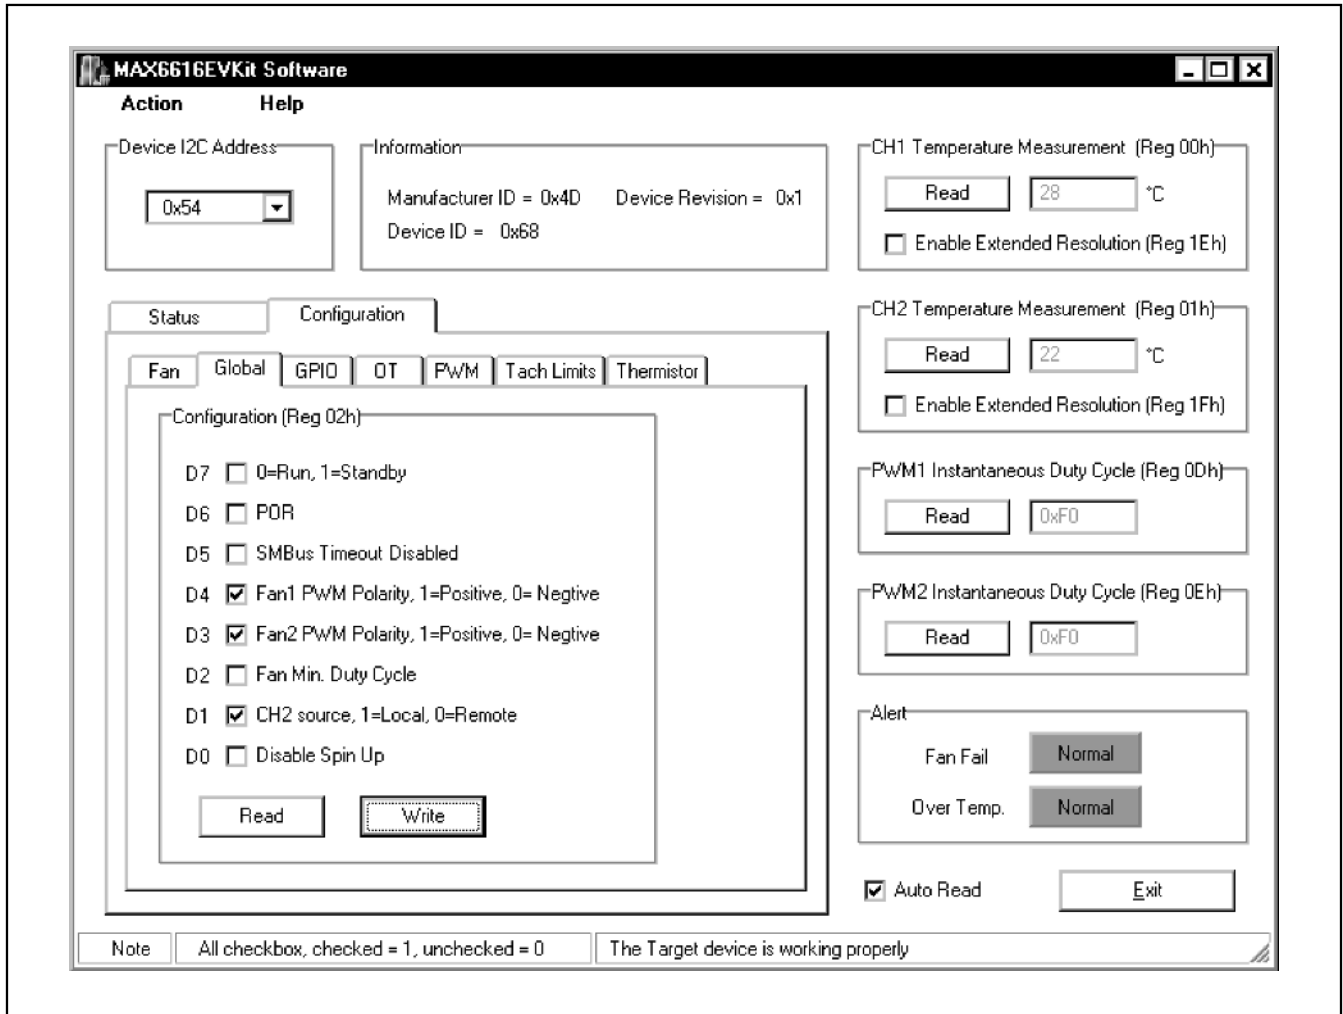 MAX6616EVKit Software
Action Help
Device I2C Address
0x54
Information
Manufacturer ID = 0x4D Device Revision = 0x1
Device ID = 0x68
CH1 Temperature Measurement (Reg 00h)
Read 28 °C
Enable Extended Resolution (Reg 1Eh)
Status Configuration
Fan Global GPIO OT PWM Tach Limits Thermistor
Configuration (Reg 02h)
D7 0=Run, 1=Standby
D6 POR
D5 SMBus Timeout Disabled
D4 Fan1 PWM Polarity, 1=Positive, 0= Negtive
D3 Fan2 PWM Polarity, 1=Positive, 0= Negtive
D2 Fan Min. Duty Cycle
D1 CH2 source, 1=Local, 0=Remote
D0 Disable Spin Up
Read Write
CH2 Temperature Measurement (Reg 01h)
Read 22 °C
Enable Extended Resolution (Reg 1Fh)
PWM1 Instantaneous Duty Cycle (Reg 0Dh)
Read 0xF0
PWM2 Instantaneous Duty Cycle (Reg 0Eh)
Read 0xF0
Alert
Fan Fail Normal
Over Temp. Normal
Auto Read Exit
Note All checkbox, checked = 1, unchecked = 0 The Target device is working properly